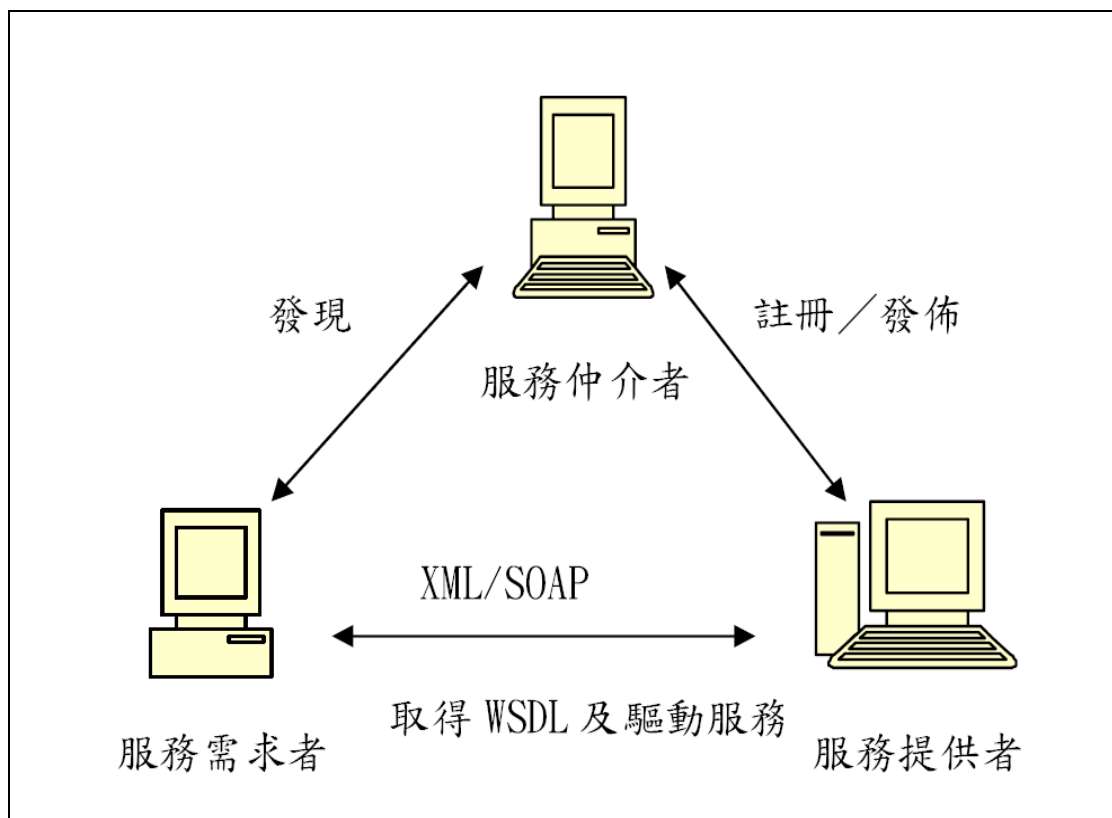 發現
註冊／發佈
服務仲介者
XML/SOAP
取得 WSDL 及驅動服務
服務需求者
服務提供者